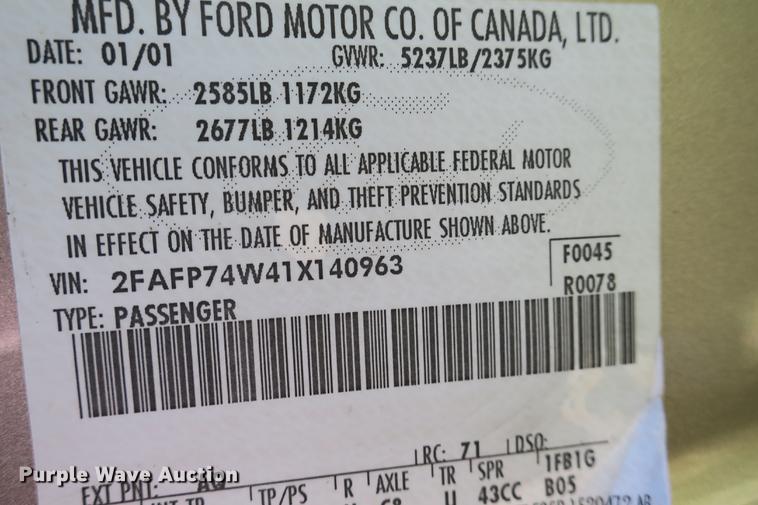 MFD. BY FORD MOTOR CO. OF CANADA, LTD.
DATE: 01/01 GVWR: 5237LB/2375KG
FRONT GAWR: 2585LB 1172KG
REAR GAWR: 2677LB 1214KG
THIS VEHICLE CONFORMS TO ALL APPLICABLE FEDERAL MOTOR
VEHICLE SAFETY, BUMPER, AND THEFT PREVENTION STANDARDS
IN EFFECT ON THE DATE OF MANUFACTURE SHOWN ABOVE.
VIN: 2FAFP74W41X140963
F0045
R0078
TYPE: PASSENGER
RC: 71 DSO:
EXT PNT: AQ
TP/PS R AXLE TR SPR 1FB1G
U 43CC B05
Purple Wave Auction